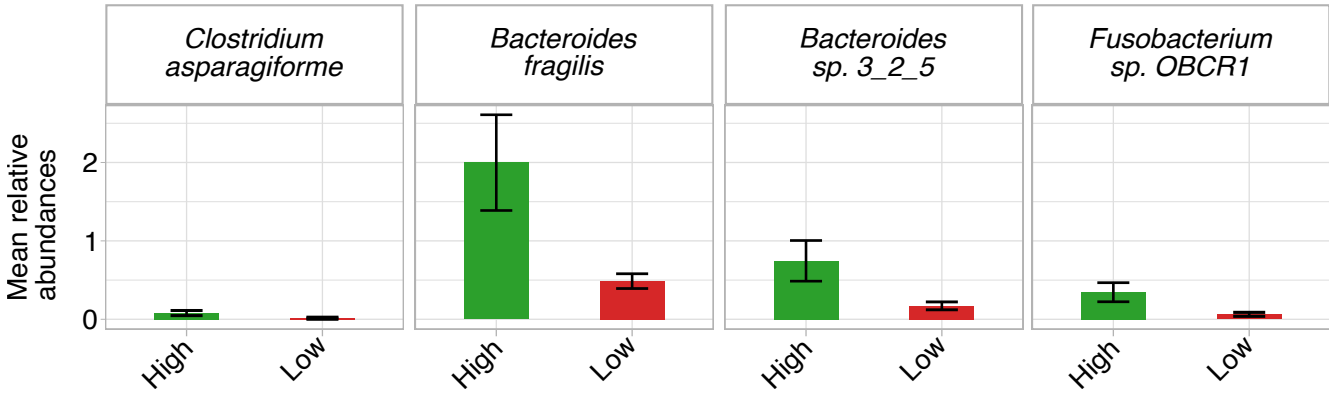 Clostridium
asparagiforme
Bacteroides
fragilis
Bacteroides
sp. 3_2_5
Fusobacterium
sp. OBCR1
Mean relative
abundances
2
1
0
High
Low
High
Low
High
Low
High
Low